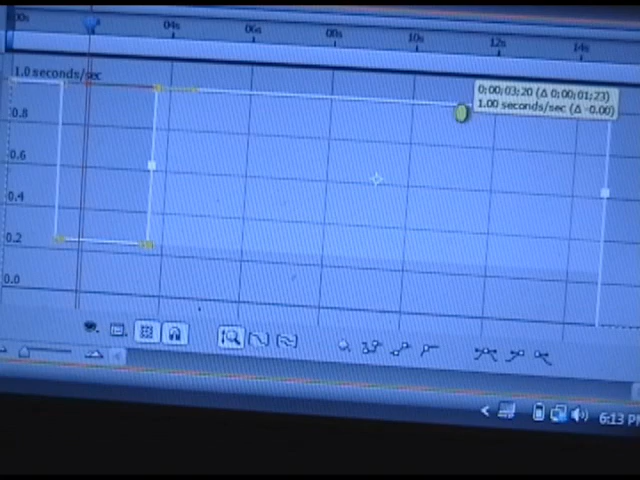 00s 04s 06s 08s 10s 12s 14s
1.0 seconds/sec
0;00;03;20 (Δ 0;00;01;23)
1.00 seconds/sec (Δ -0.00)
0.8
0.6
0.4
0.2
0.0
6:13 PM